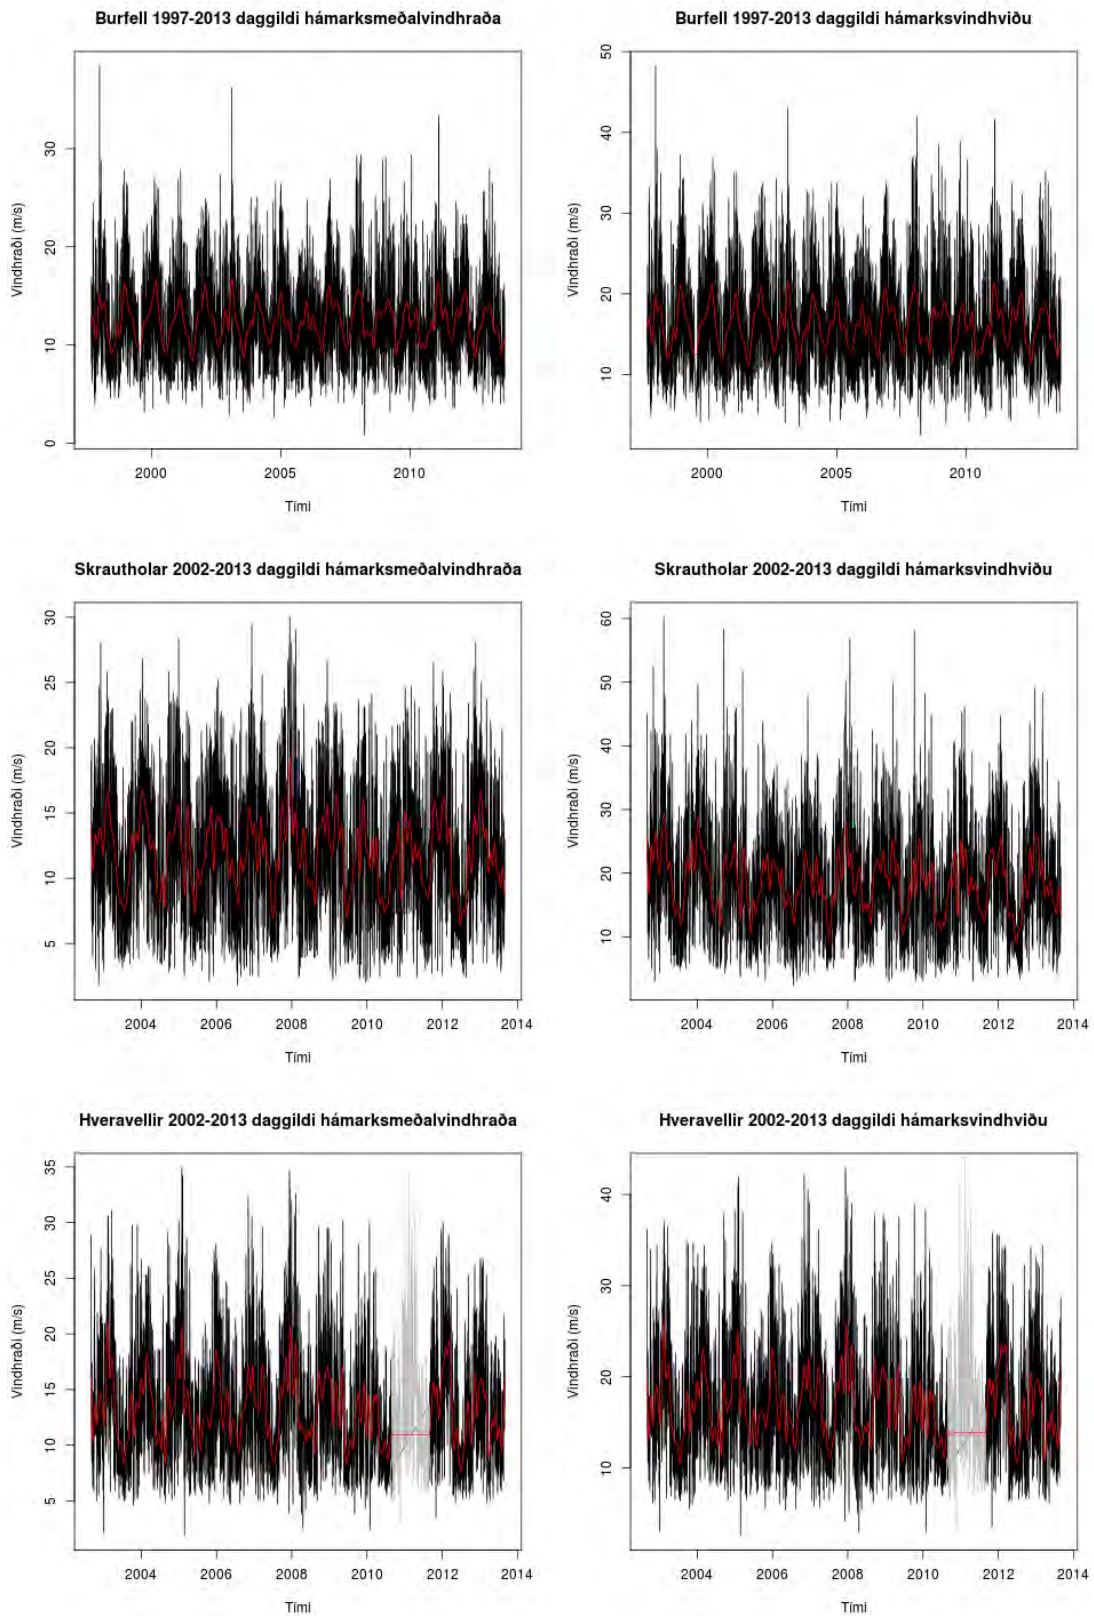 Burfell 1997-2013 daggildi hámarksmeðalvindhraða
Vindhraði (m/s)
30
20
10
0
2000 2005 2010
Tími
Burfell 1997-2013 daggildi hámarksvindhviðu
Vindhraði (m/s)
50
40
30
20
10
2000 2005 2010
Tími
Skrautholar 2002-2013 daggildi hámarksmeðalvindhraða
Vindhraði (m/s)
30
25
20
15
10
5
2004 2006 2008 2010 2012 2014
Tími
Skrautholar 2002-2013 daggildi hámarksvindhviðu
Vindhraði (m/s)
60
50
40
30
20
10
2004 2006 2008 2010 2012 2014
Tími
Hveravellir 2002-2013 daggildi hámarksmeðalvindhraða
Vindhraði (m/s)
35
30
25
20
15
10
5
2004 2006 2008 2010 2012 2014
Tími
Hveravellir 2002-2013 daggildi hámarksvindhviðu
Vindhraði (m/s)
40
30
20
10
2004 2006 2008 2010 2012 2014
Tími